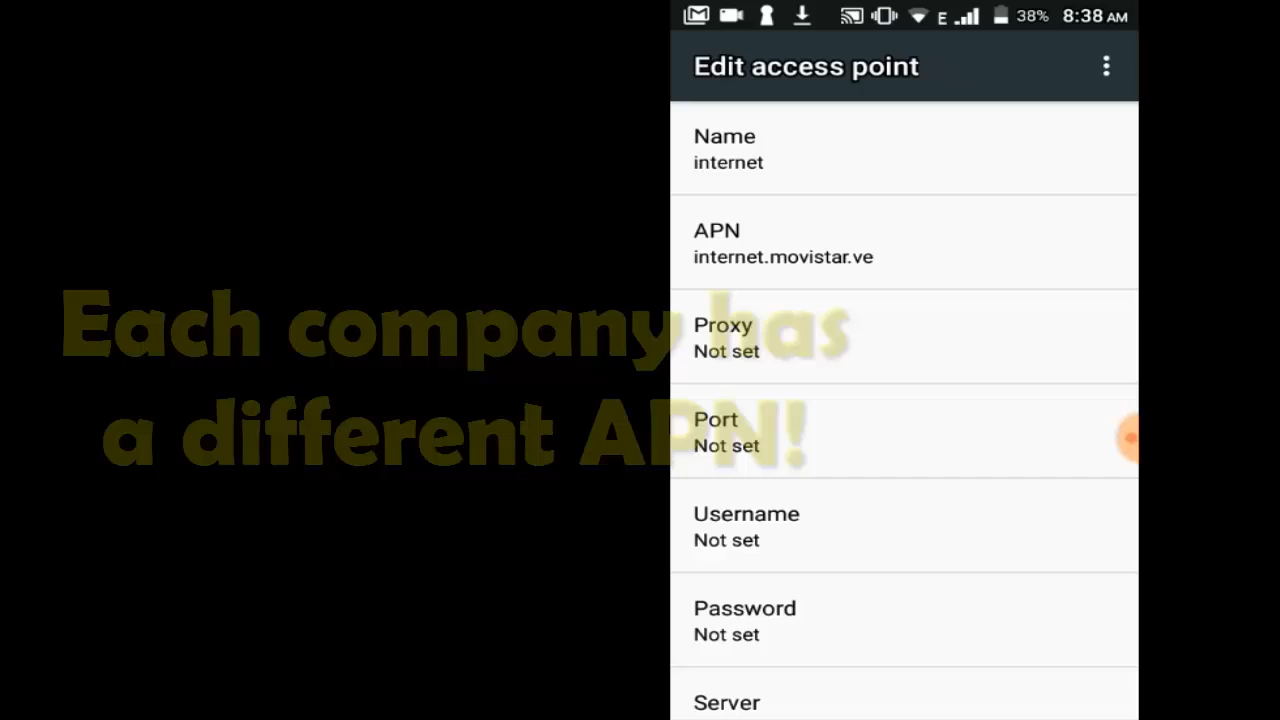 E 38% 8:38 AM
Edit access point
Name
internet
APN
internet.movistar.ve
Proxy
Not set
Port
Not set
Username
Not set
Password
Not set
Server
Each company has
a different APN!